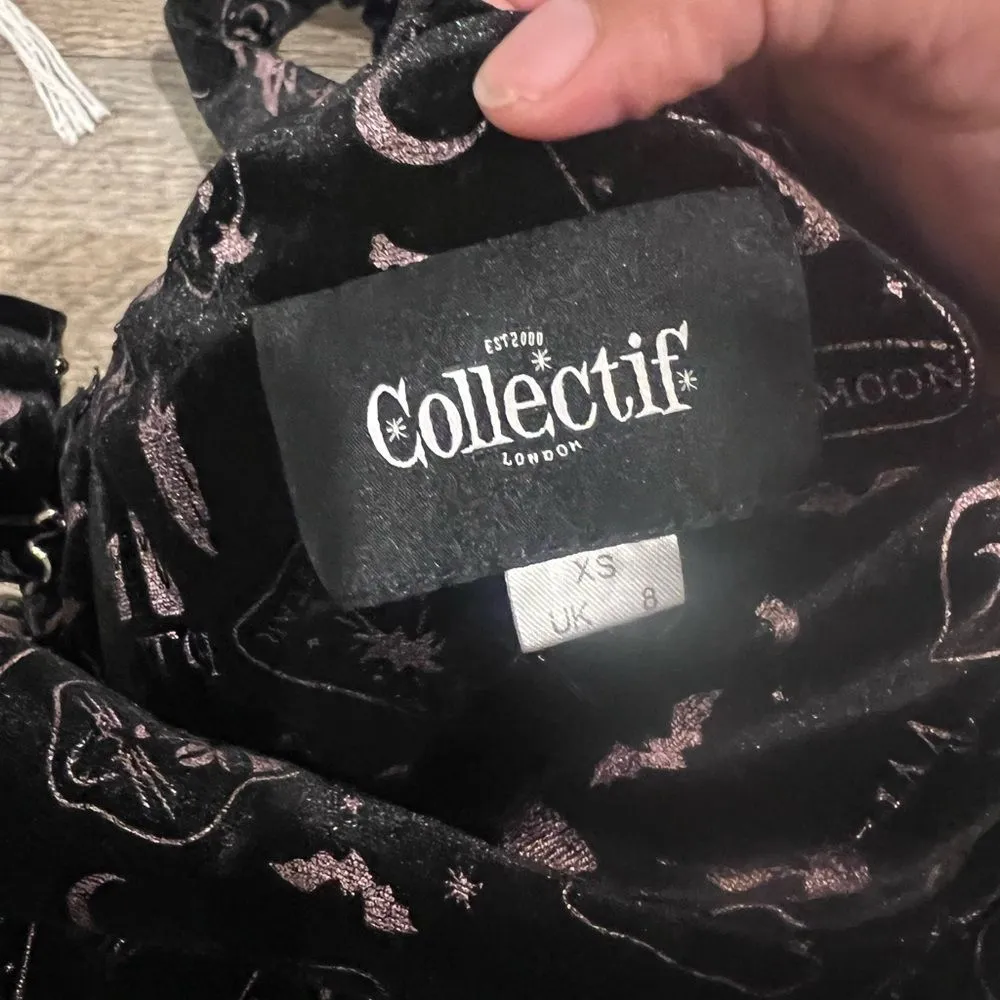 EST2000
Collectif
LONDON
MOON
XS
UK 8